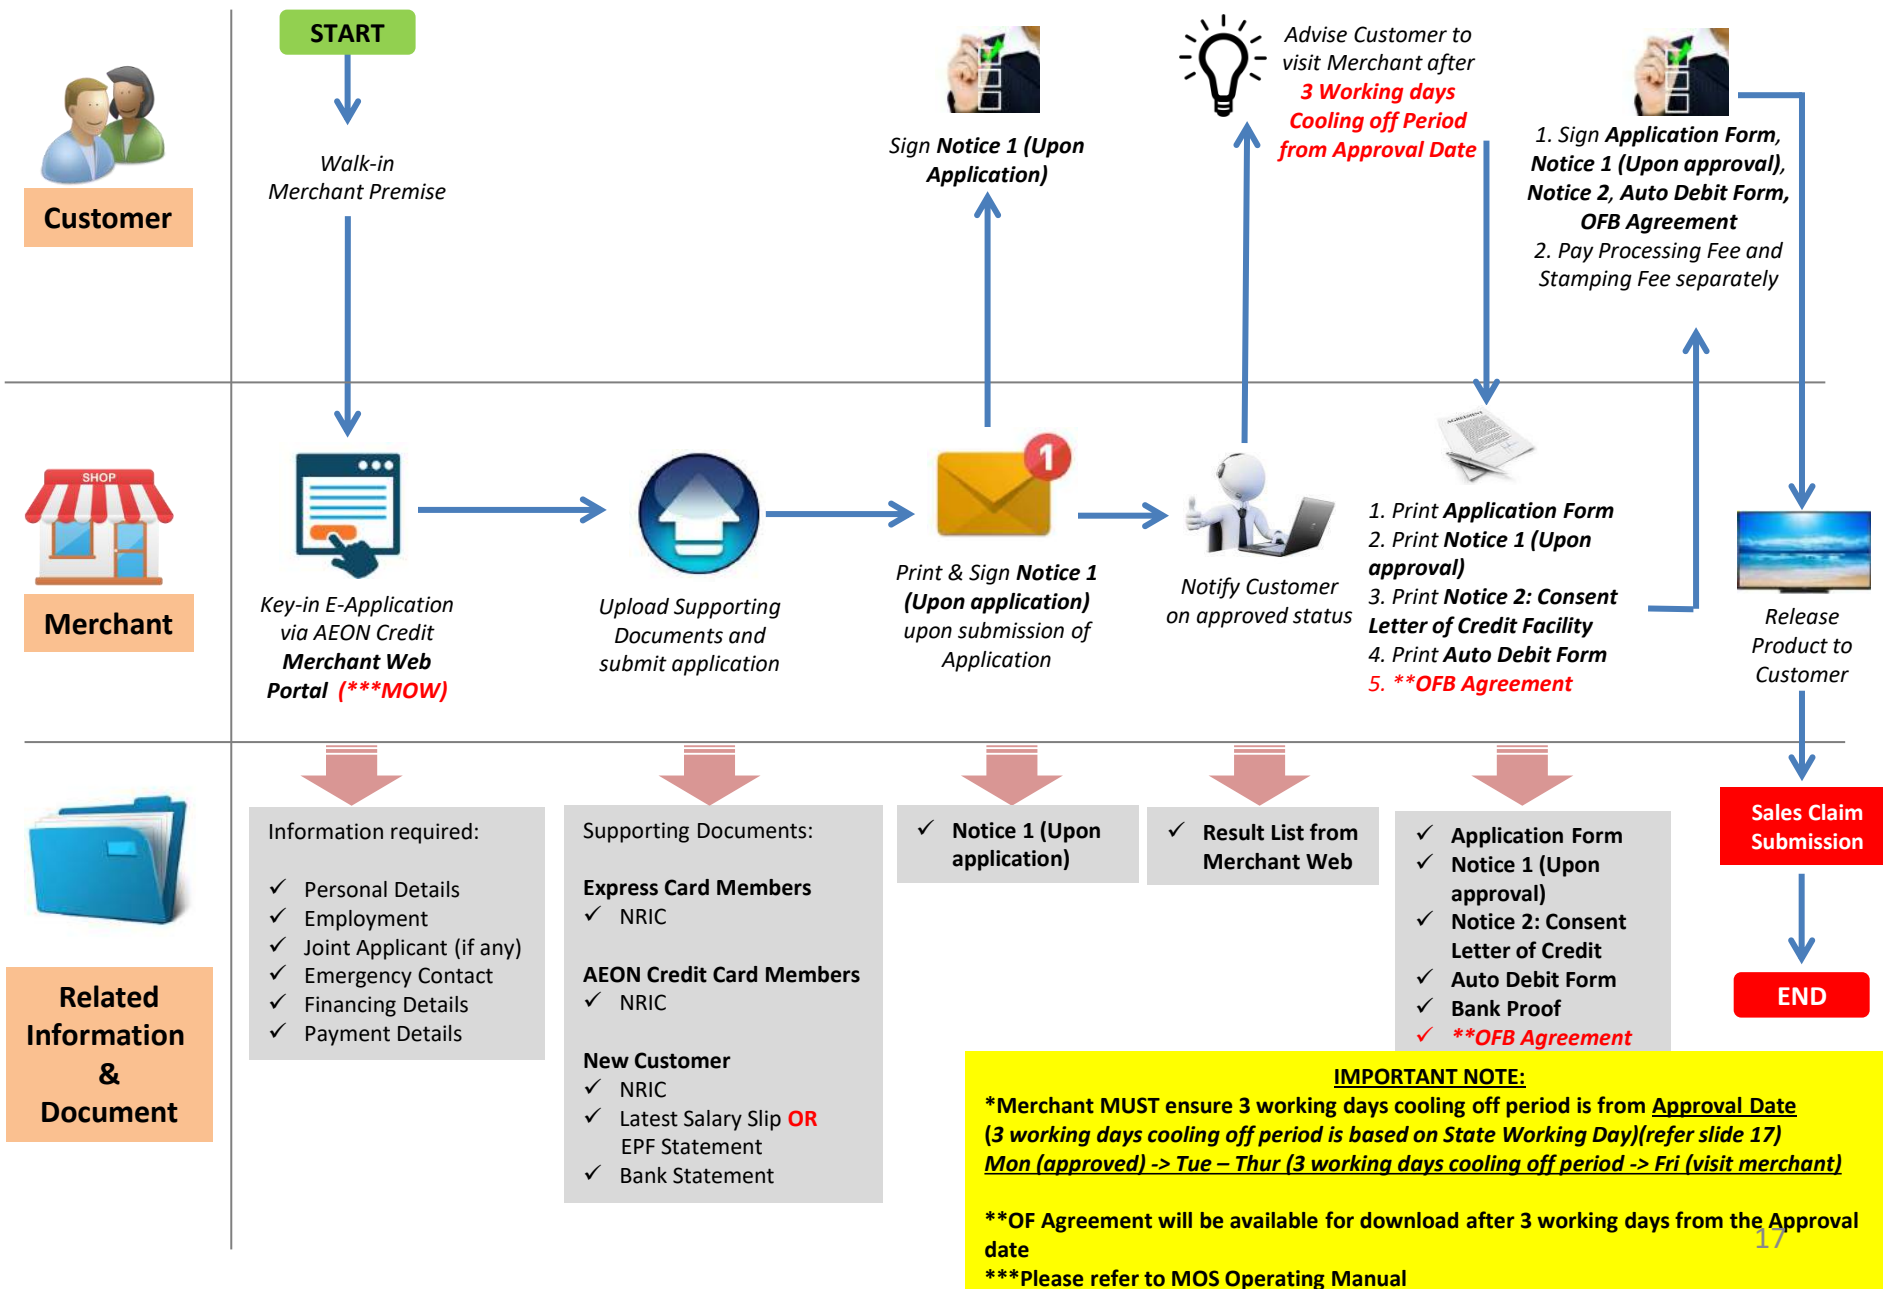 START
Walk-in
Merchant Premise
Customer
Sign Notice 1 (Upon
Application)
Advise Customer to
visit Merchant after
3 Working days
Cooling off Period
from Approval Date
1. Sign Application Form,
Notice 1 (Upon approval),
Notice 2, Auto Debit Form,
OFB Agreement
2. Pay Processing Fee and
Stamping Fee separately
SHOP
Merchant
Key-in E-Application
via AEON Credit
Merchant Web
Portal (***MOW)
Upload Supporting
Documents and
submit application
1
Print & Sign Notice 1
(Upon application)
upon submission of
Application
Notify Customer
on approved status
AGREEMENT
1. Print Application Form
2. Print Notice 1 (Upon
approval)
3. Print Notice 2: Consent
Letter of Credit Facility
4. Print Auto Debit Form
5. **OFB Agreement
Release
Product to
Customer
Related
Information
&
Document
Information required:
✓ Personal Details
✓ Employment
✓ Joint Applicant (if any)
✓ Emergency Contact
✓ Financing Details
✓ Payment Details
Supporting Documents:
Express Card Members
✓ NRIC
AEON Credit Card Members
✓ NRIC
New Customer
✓ NRIC
✓ Latest Salary Slip OR
EPF Statement
✓ Bank Statement
✓ Notice 1 (Upon
application)
✓ Result List from
Merchant Web
✓ Application Form
✓ Notice 1 (Upon
approval)
✓ Notice 2: Consent
Letter of Credit
✓ Auto Debit Form
✓ Bank Proof
✓ **OFB Agreement
Sales Claim
Submission
END
IMPORTANT NOTE:
*Merchant MUST ensure 3 working days cooling off period is from Approval Date
(3 working days cooling off period is based on State Working Day)(refer slide 17)
Mon (approved) -> Tue – Thur (3 working days cooling off period -> Fri (visit merchant)
**OF Agreement will be available for download after 3 working days from the Approval
date
***Please refer to MOS Operating Manual
17